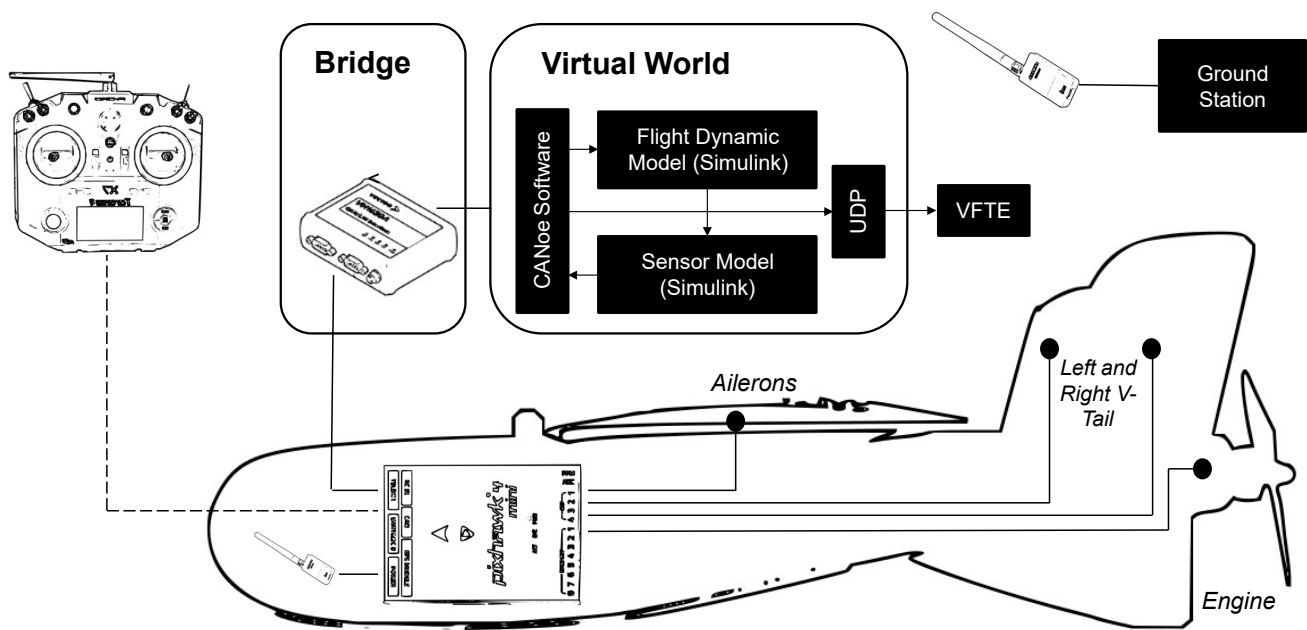 Bridge
Virtual World
CANoe Software
Flight Dynamic
Model (Simulink)
Sensor Model
(Simulink)
UDP
VFTE
Ground
Station
Ailerons
Left and
Right V-
Tail
Engine
pixhawk 4
mini